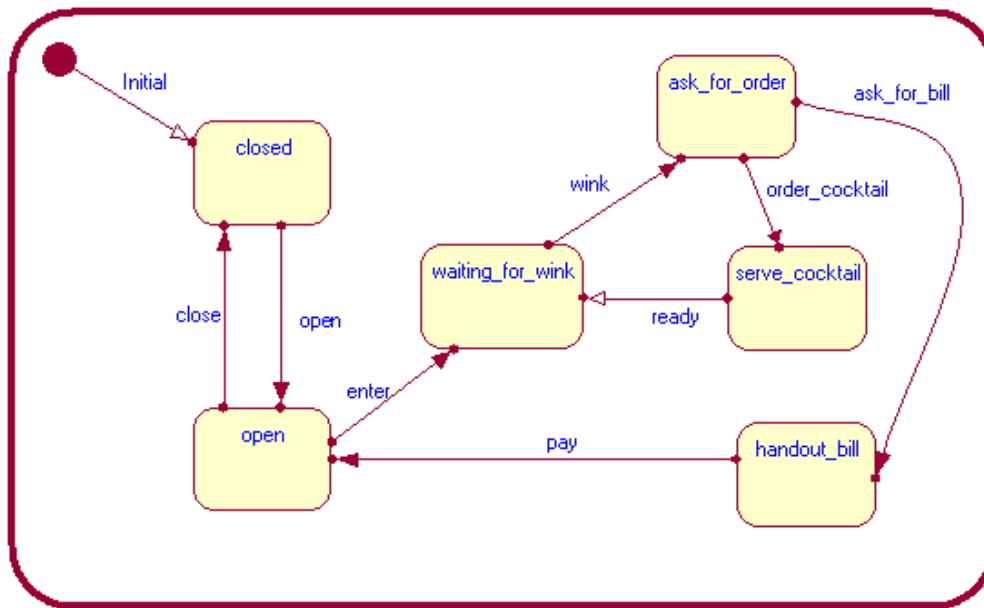 Initial
ask_for_order
ask_for_bill
closed
wink
order_cocktail
waiting_for_wink
serve_cocktail
close
open
ready
enter
open
pay
handout_bill